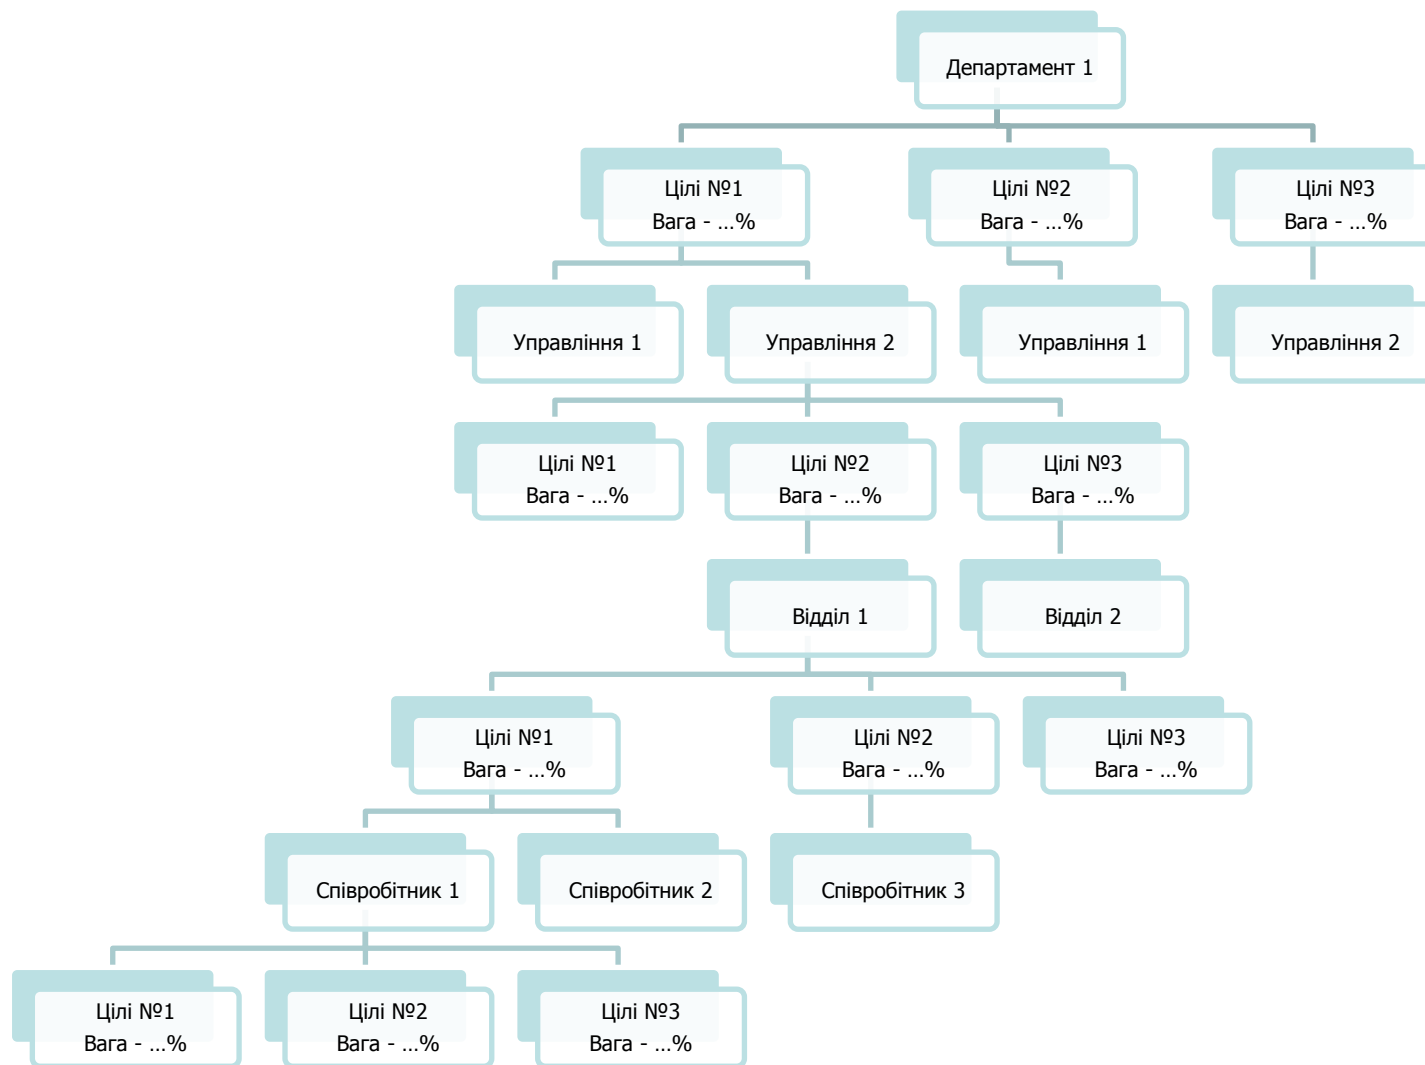 Департамент 1
Цілі №1
Вага - ...%
Цілі №2
Вага - ...%
Цілі №3
Вага - ...%
Управління 1
Управління 2
Управління 1
Управління 2
Цілі №1
Вага - ...%
Цілі №2
Вага - ...%
Цілі №3
Вага - ...%
Відділ 1
Відділ 2
Цілі №1
Вага - ...%
Цілі №2
Вага - ...%
Цілі №3
Вага - ...%
Співробітник 1
Співробітник 2
Співробітник 3
Цілі №1
Вага - ...%
Цілі №2
Вага - ...%
Цілі №3
Вага - ...%